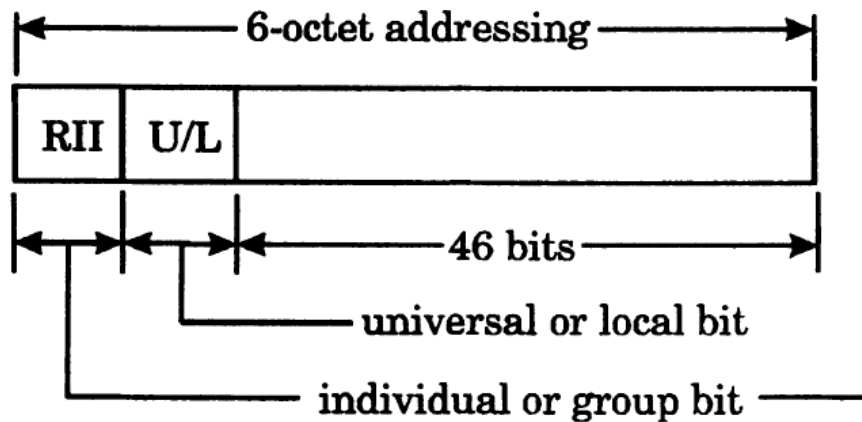 6-octet addressing
RII U/L
46 bits
universal or local bit
individual or group bit